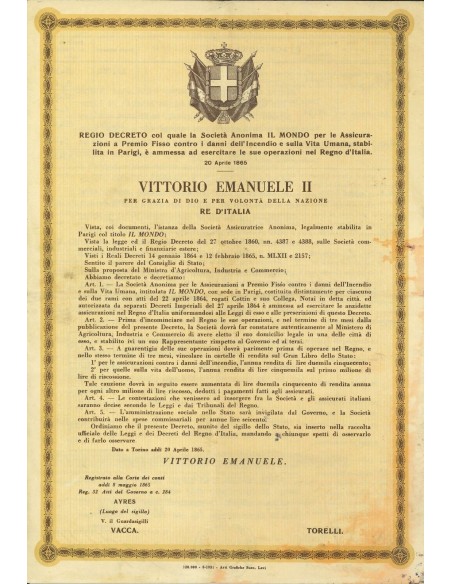 REGIO DECRETO col quale la Società Anonima IL MONDO per le Assicura-
zioni a Premio Fisso contro i danni dell'Incendio e sulla Vita Umana, stabi-
lita in Parigi, è ammessa ad esercitare le sue operazioni nel Regno d'Italia.
20 Aprile 1865
VITTORIO EMANUELE II
PER GRAZIA DI DIO E PER VOLONTÀ DELLA NAZIONE
RE D'ITALIA
Vista, coi documenti, l'istanza della Società Assicuratrice Anonima, legalmente stabilita in
Parigi col titolo IL MONDO;
Vista la legge ed il Regio Decreto del 27 ottobre 1860, nn. 4387 e 4388, sulle Società com-
merciali, industriali e finanziarie estere;
Visti i Reali Decreti 14 gennaio 1864 e 12 febbraio 1865, n. MLXII e 2157;
Sentito il parere del Consiglio di Stato;
Sulla proposta del Ministro d'Agricoltura, Industria e Commercio;
Abbiamo decretato e decretiamo:
Art. 1. — La Società Anonima per le Assicurazioni a Premio Fisso contro i danni dell'Incendio
e sulla Vita Umana, intitolata IL MONDO, con sede in Parigi, costituita distintamente per ciascuno
dei due rami con atti del 22 aprile 1864, rogati Cattin e suo Collega, Notai in detta città, ed
autorizzata da separati Decreti Imperiali del 27 aprile 1864 è ammessa ad esercitare le anzidette
assicurazioni nel Regno d'Italia uniformandosi alle Leggi di esso e alle prescrizioni di questo Decreto.
Art. 2. — Prima d'incominciare nel Regno le sue operazioni, e nel termine di tre mesi dalla
pubblicazione del presente Decreto, la Società dovrà far constatare autenticamente al Ministero di
Agricoltura, Industria e Commercio di avere eletto il suo domicilio legale in una delle città di
esso, e stabilito ivi un suo Rappresentante rimpetto al Governo ed ai terzi.
Art. 3. — A guarentigia delle sue operazioni dovrà parimente prima di operare nel Regno, e
nello stesso termine di tre mesi, vincolare in cartelle di rendita sul Gran Libro dello Stato:
1° per le assicurazioni contro i danni dell'incendio, l'annua rendita di lire duemila cinquecento;
2° per quelle sulla vita dell'uomo, l'annua rendita di lire cinquemila sul primo milione di
lire di riscossione.
Tale cauzione dovrà in seguito essere aumentata di lire duemila cinquecento di rendita annua
per ogni altro milione di lire riscosso, dedutti i pagamenti fatti agli assicurati.
Art. 4. — Le contestazioni che venissero ad insorgere fra la Società e gli assicurati italiani
saranno decise secondo le Leggi e dai Tribunali del Regno.
Art. 5. — L'amministrazione sociale nello Stato sarà invigilata dal Governo, e la Società
contribuirà nelle spese commissariali per annue lire seicento.
Ordiniamo che il presente Decreto, munito del sigillo dello Stato, sia inserto nella raccolta
ufficiale delle Leggi e dei Decreti del Regno d'Italia, mandando a chiunque spetti di osservarlo
e di farlo osservare
Dato a Torino addì 20 Aprile 1865.
VITTORIO EMANUELE.
Registrato alla Corte dei conti
addì 8 maggio 1865
Reg. 32 Atti del Governo a c. 284
AYRES
(Luogo del sigillo)
V. il Guardasigilli
VACCA. TORELLI.
Arti Grafiche